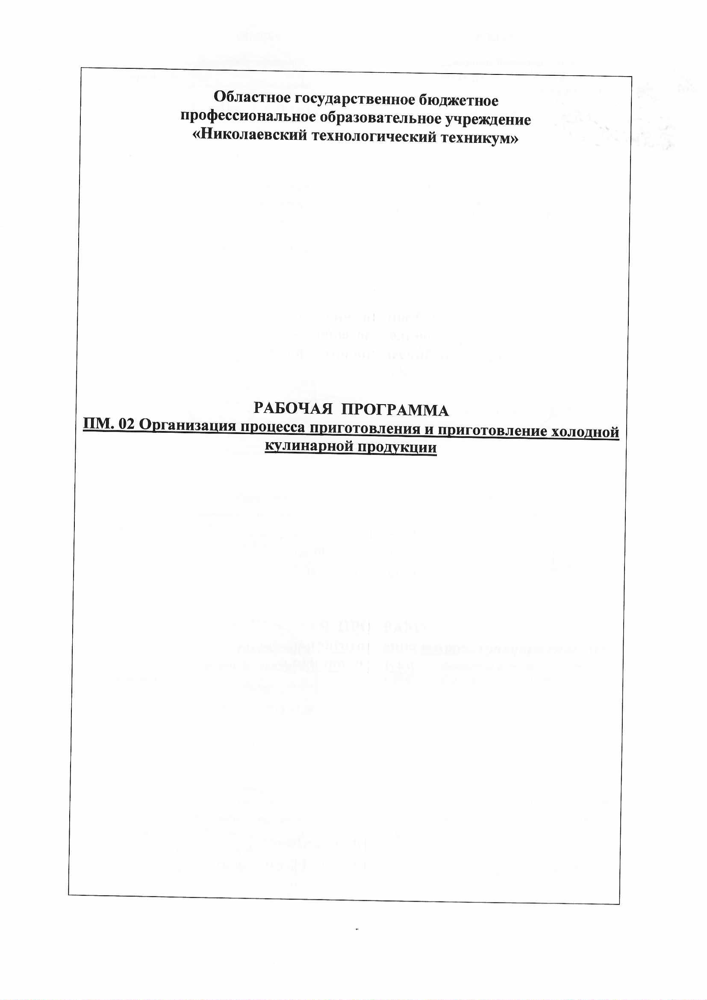 Областное государственное бюджетное
профессиональное образовательное учреждение
«Николаевский технологический техникум»
РАБОЧАЯ ПРОГРАММА
ПМ. 02 Организация процесса приготовления и приготовление холодной
кулинарной продукции